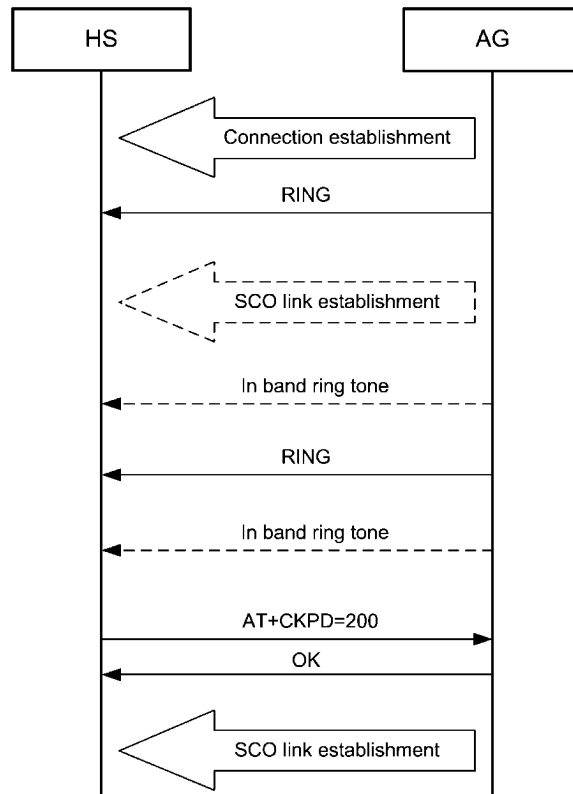 HS
AG
Connection establishment
RING
SCO link establishment
In band ring tone
RING
In band ring tone
AT+CKPD=200
OK
SCO link establishment